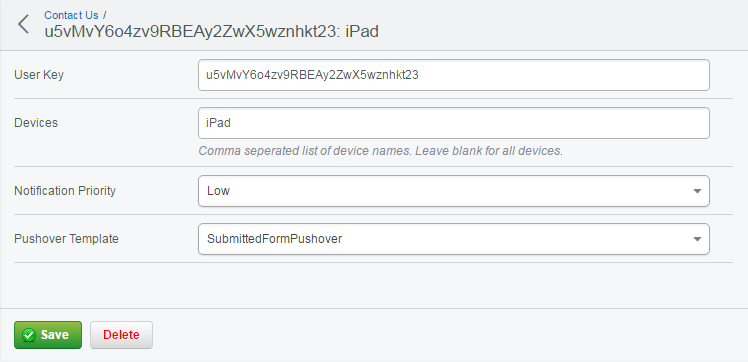 Contact Us /
u5vMvY6o4zv9RBEAy2ZwX5wznhkt23: iPad
User Key
u5vMvY6o4zv9RBEAy2ZwX5wznhkt23
Devices
iPad
Comma seperated list of device names. Leave blank for all devices.
Notification Priority
Low
Pushover Template
SubmittedFormPushover
Save
Delete